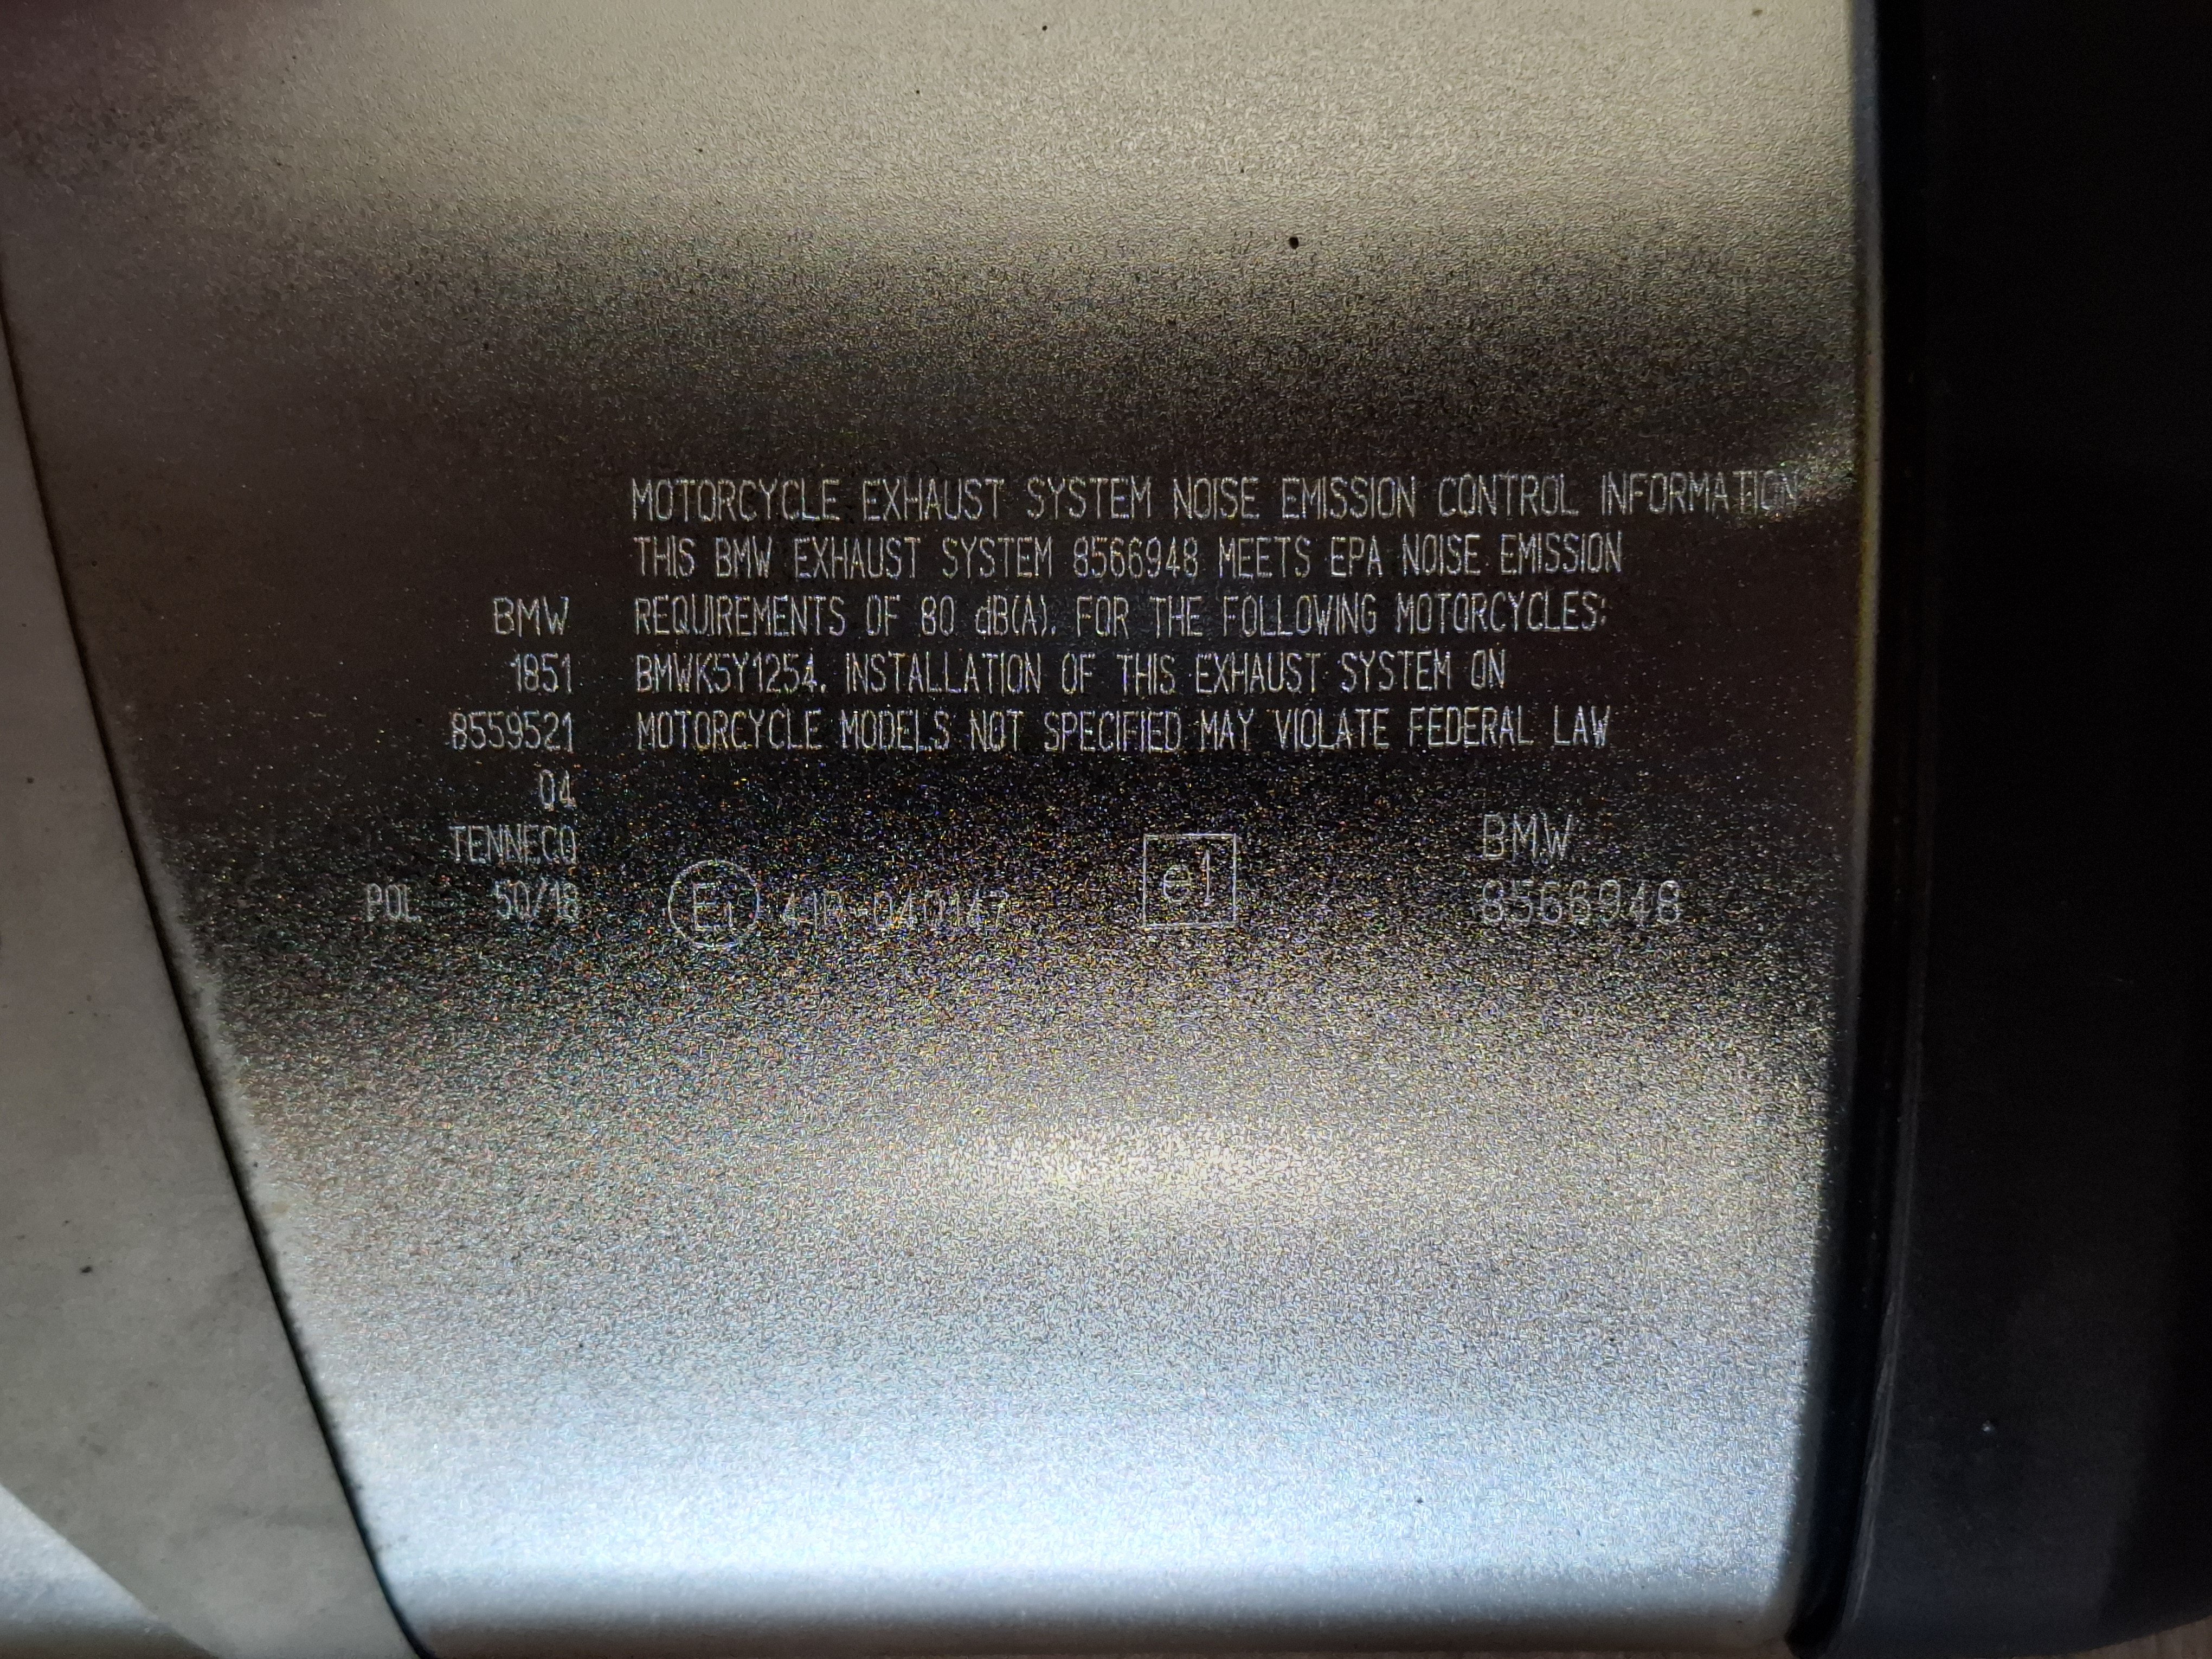 MOTORCYCLE EXHAUST SYSTEM NOISE EMISSION CONTROL INFORMATION
THIS BMW EXHAUST SYSTEM 8566948 MEETS EPA NOISE EMISSION
REQUIREMENTS OF 80 dB(A). FOR THE FOLLOWING MOTORCYCLES:
BMWK5Y1254. INSTALLATION OF THIS EXHAUST SYSTEM ON
MOTORCYCLE MODELS NOT SPECIFIED MAY VIOLATE FEDERAL LAW
BMW
1851
8559521
04
TENNECO
POL 50/18
E1 41R-040147
e1
BMW
8566948